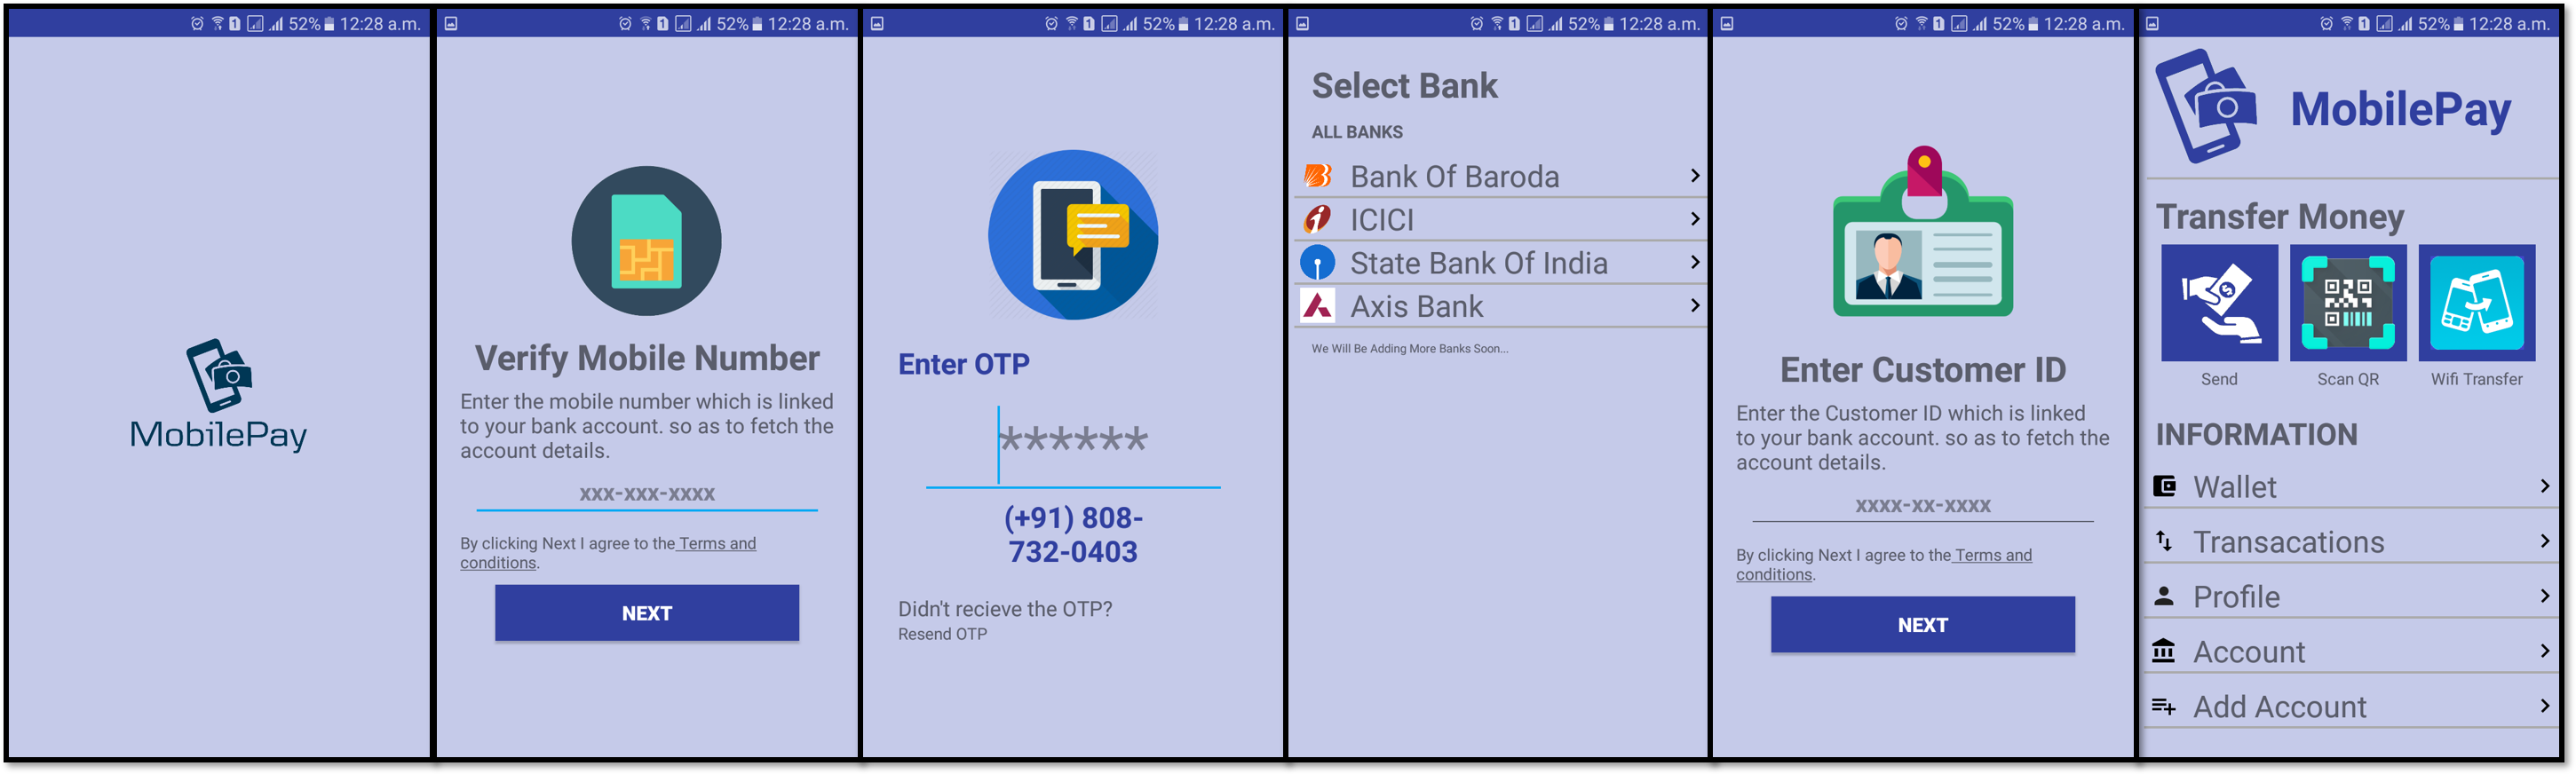 52% 12:28 a.m.
MobilePay
52% 12:28 a.m.
Verify Mobile Number
Enter the mobile number which is linked
to your bank account. so as to fetch the
account details.
xxx-xxx-xxxx
By clicking Next I agree to the Terms and
conditions.
NEXT
52% 12:28 a.m.
Enter OTP
******
(+91) 808-
732-0403
Didn't recieve the OTP?
Resend OTP
52% 12:28 a.m.
Select Bank
ALL BANKS
Bank Of Baroda
ICICI
State Bank Of India
Axis Bank
We Will Be Adding More Banks Soon...
52% 12:28 a.m.
Enter Customer ID
Enter the Customer ID which is linked
to your bank account. so as to fetch the
account details.
xxxx-xx-xxxx
By clicking Next I agree to the Terms and
conditions.
NEXT
52% 12:28 a.m.
MobilePay
Transfer Money
Send
Scan QR
Wifi Transfer
INFORMATION
Wallet
Transacations
Profile
Account
Add Account